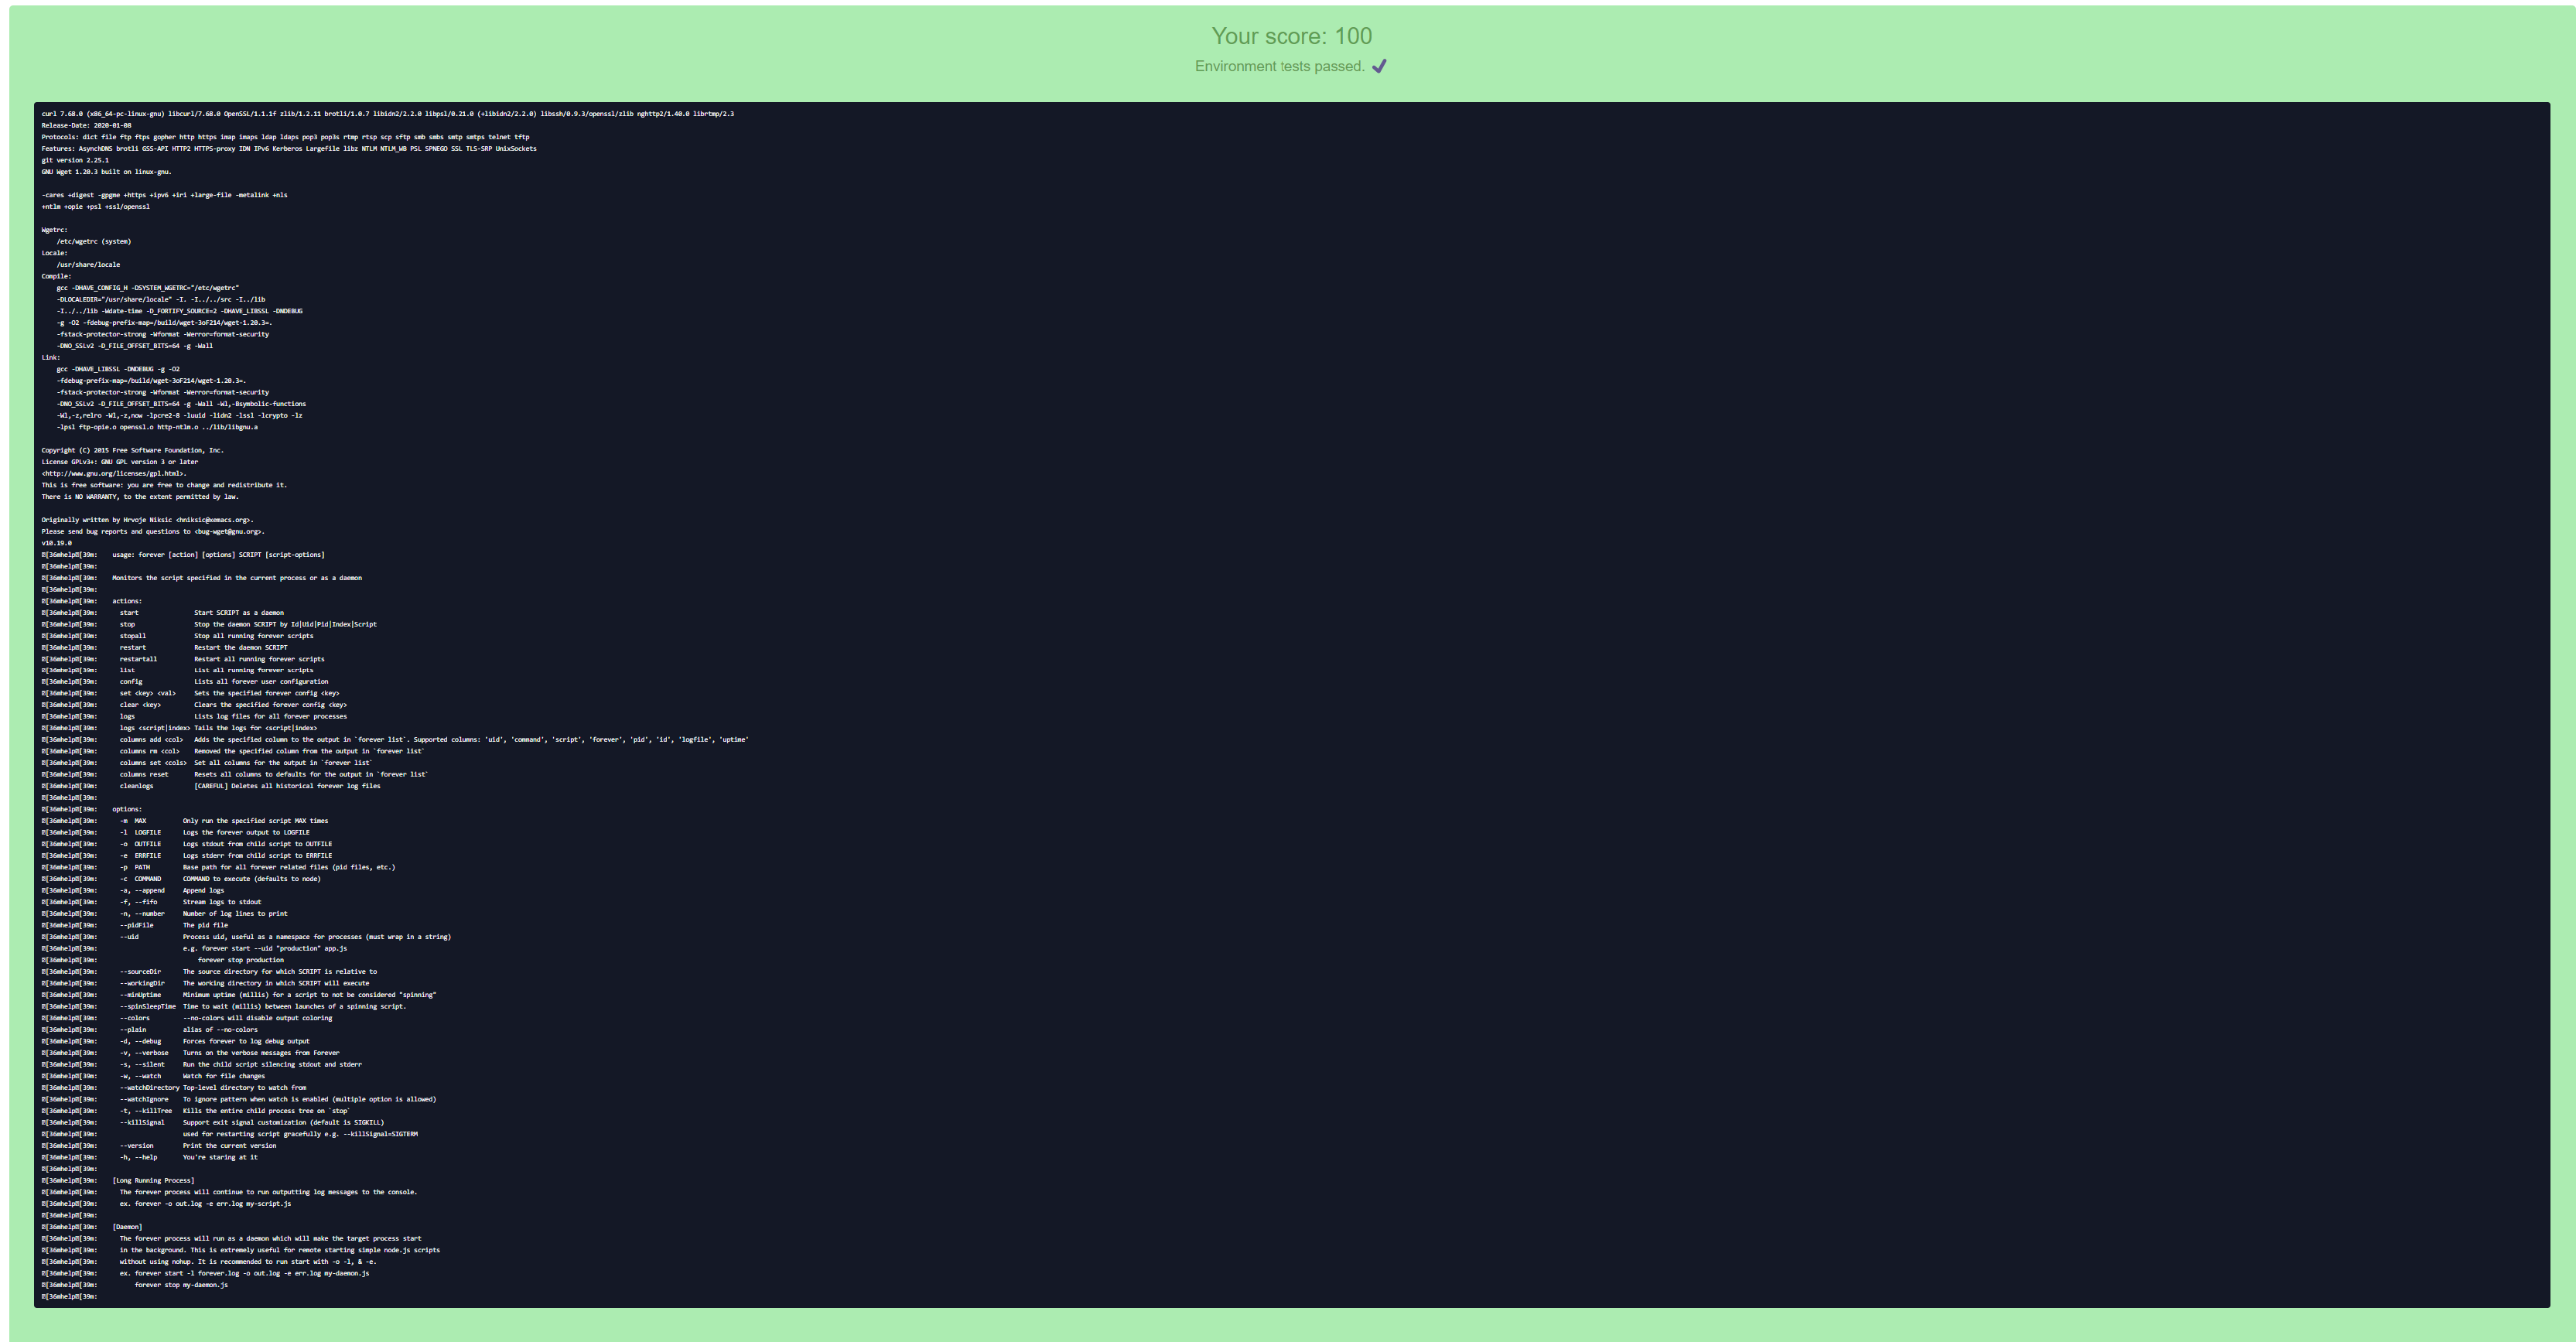 Your score: 100
Environment tests passed. ✔
curl 7.68.0 (x86_64-pc-linux-gnu) libcurl/7.68.0 OpenSSL/1.1.1f zlib/1.2.11 brotli/1.0.7 libidn2/2.2.0 libpsl/0.21.0 (+libidn2/2.2.0) libssh/0.9.3/openssl/zlib nghttp2/1.40.0 librtmp/2.3
Release-Date: 2020-01-08
Protocols: dict file ftp ftps gopher http https imap imaps ldap ldaps pop3 pop3s rtmp rtsp scp sftp smb smbs smtp smtps telnet tftp
Features: AsynchDNS brotli GSS-API HTTP2 HTTPS-proxy IDN IPv6 Kerberos Largefile libz NTLM NTLM_WB PSL SPNEGO SSL TLS-SRP UnixSockets
git version 2.25.1
GNU Wget 1.20.3 built on linux-gnu.

-cares +digest -gpgme +https +ipv6 +iri +large-file -metalink +nls
+ntlm +opie +psl +ssl/openssl

Wgetrc:
    /etc/wgetrc (system)
Locale:
    /usr/share/locale
Compile:
    gcc -DHAVE_CONFIG_H -DSYSTEM_WGETRC="/etc/wgetrc"
    -DLOCALEDIR="/usr/share/locale" -I. -I../../src -I../lib
    -I../../lib -Wdate-time -D_FORTIFY_SOURCE=2 -DHAVE_LIBSSL -DNDEBUG
    -g -O2 -fdebug-prefix-map=/build/wget-3oF214/wget-1.20.3=.
    -fstack-protector-strong -Wformat -Werror=format-security
    -DNO_SSLv2 -D_FILE_OFFSET_BITS=64 -g -Wall
Link:
    gcc -DHAVE_LIBSSL -DNDEBUG -g -O2
    -fdebug-prefix-map=/build/wget-3oF214/wget-1.20.3=.
    -fstack-protector-strong -Wformat -Werror=format-security
    -DNO_SSLv2 -D_FILE_OFFSET_BITS=64 -g -Wall -Wl,-Bsymbolic-functions
    -Wl,-z,relro -Wl,-z,now -lpcre2-8 -luuid -lidn2 -lssl -lcrypto -lz
    -lpsl ftp-opie.o openssl.o http-ntlm.o ../lib/libgnu.a

Copyright (C) 2015 Free Software Foundation, Inc.
License GPLv3+: GNU GPL version 3 or later
<http://www.gnu.org/licenses/gpl.html>.
This is free software: you are free to change and redistribute it.
There is NO WARRANTY, to the extent permitted by law.

Originally written by Hrvoje Niksic <hniksic@xemacs.org>.
Please send bug reports and questions to <bug-wget@gnu.org>.
v10.19.0
[36mhelp[39m:    usage: forever [action] [options] SCRIPT [script-options]
[36mhelp[39m:
[36mhelp[39m:    Monitors the script specified in the current process or as a daemon
[36mhelp[39m:
[36mhelp[39m:    actions:
[36mhelp[39m:      start               Start SCRIPT as a daemon
[36mhelp[39m:      stop                Stop the daemon SCRIPT by Id|Uid|Pid|Index|Script
[36mhelp[39m:      stopall             Stop all running forever scripts
[36mhelp[39m:      restart             Restart the daemon SCRIPT
[36mhelp[39m:      restartall          Restart all running forever scripts
[36mhelp[39m:      list                List all running forever scripts
[36mhelp[39m:      config              Lists all forever user configuration
[36mhelp[39m:      set <key> <val>     Sets the specified forever config <key>
[36mhelp[39m:      clear <key>         Clears the specified forever config <key>
[36mhelp[39m:      logs                Lists log files for all forever processes
[36mhelp[39m:      logs <script|index> Tails the logs for <script|index>
[36mhelp[39m:      columns add <col>   Adds the specified column to the output in `forever list`. Supported columns: 'uid', 'command', 'script', 'forever', 'pid', 'id', 'logfile', 'uptime'
[36mhelp[39m:      columns rm <col>    Removed the specified column from the output in `forever list`
[36mhelp[39m:      columns set <cols>  Set all columns for the output in `forever list`
[36mhelp[39m:      columns reset       Resets all columns to defaults for the output in `forever list`
[36mhelp[39m:      cleanlogs           [CAREFUL] Deletes all historical forever log files
[36mhelp[39m:
[36mhelp[39m:    options:
[36mhelp[39m:      -m  MAX          Only run the specified script MAX times
[36mhelp[39m:      -l  LOGFILE      Logs the forever output to LOGFILE
[36mhelp[39m:      -o  OUTFILE      Logs stdout from child script to OUTFILE
[36mhelp[39m:      -e  ERRFILE      Logs stderr from child script to ERRFILE
[36mhelp[39m:      -p  PATH         Base path for all forever related files (pid files, etc.)
[36mhelp[39m:      -c  COMMAND      COMMAND to execute (defaults to node)
[36mhelp[39m:      -a, --append     Append logs
[36mhelp[39m:      -f, --fifo       Stream logs to stdout
[36mhelp[39m:      -n, --number     Number of log lines to print
[36mhelp[39m:      --pidFile        The pid file
[36mhelp[39m:      --uid            Process uid, useful as a namespace for processes (must wrap in a string)
[36mhelp[39m:                       e.g. forever start --uid "production" app.js
[36mhelp[39m:                           forever stop production
[36mhelp[39m:      --sourceDir      The source directory for which SCRIPT is relative to
[36mhelp[39m:      --workingDir     The working directory in which SCRIPT will execute
[36mhelp[39m:      --minUptime      Minimum uptime (millis) for a script to not be considered "spinning"
[36mhelp[39m:      --spinSleepTime  Time to wait (millis) between launches of a spinning script.
[36mhelp[39m:      --colors         --no-colors will disable output coloring
[36mhelp[39m:      --plain          alias of --no-colors
[36mhelp[39m:      -d, --debug      Forces forever to log debug output
[36mhelp[39m:      -v, --verbose    Turns on the verbose messages from Forever
[36mhelp[39m:      -s, --silent     Run the child script silencing stdout and stderr
[36mhelp[39m:      -w, --watch      Watch for file changes
[36mhelp[39m:      --watchDirectory Top-level directory to watch from
[36mhelp[39m:      --watchIgnore    To ignore pattern when watch is enabled (multiple option is allowed)
[36mhelp[39m:      -t, --killTree   Kills the entire child process tree on `stop`
[36mhelp[39m:      --killSignal     Support exit signal customization (default is SIGKILL)
[36mhelp[39m:                       used for restarting script gracefully e.g. --killSignal=SIGTERM
[36mhelp[39m:      --version        Print the current version
[36mhelp[39m:      -h, --help       You're staring at it
[36mhelp[39m:
[36mhelp[39m:    [Long Running Process]
[36mhelp[39m:      The forever process will continue to run outputting log messages to the console.
[36mhelp[39m:      ex. forever -o out.log -e err.log my-script.js
[36mhelp[39m:
[36mhelp[39m:    [Daemon]
[36mhelp[39m:      The forever process will run as a daemon which will make the target process start
[36mhelp[39m:      in the background. This is extremely useful for remote starting simple node.js scripts
[36mhelp[39m:      without using nohup. It is recommended to run start with -o -l, & -e.
[36mhelp[39m:      ex. forever start -l forever.log -o out.log -e err.log my-daemon.js
[36mhelp[39m:          forever stop my-daemon.js
[36mhelp[39m: